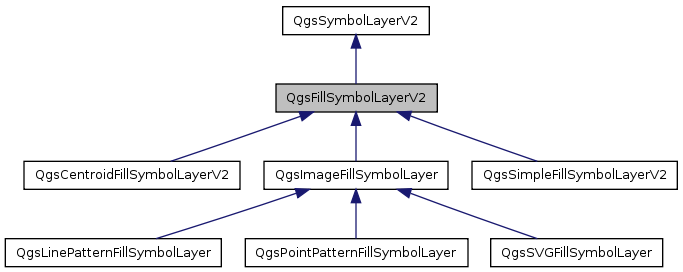 QgsSymbolLayerV2
QgsFillSymbolLayerV2
QgsCentroidFillSymbolLayerV2
QgsImageFillSymbolLayer
QgsSimpleFillSymbolLayerV2
QgsLinePatternFillSymbolLayer
QgsPointPatternFillSymbolLayer
QgsSVGFillSymbolLayer